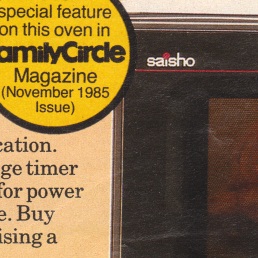 special feature
on this oven in
FamilyCircle
Magazine
(November 1985
Issue)
saisho
cation.
ge timer
for power
e. Buy
ising a